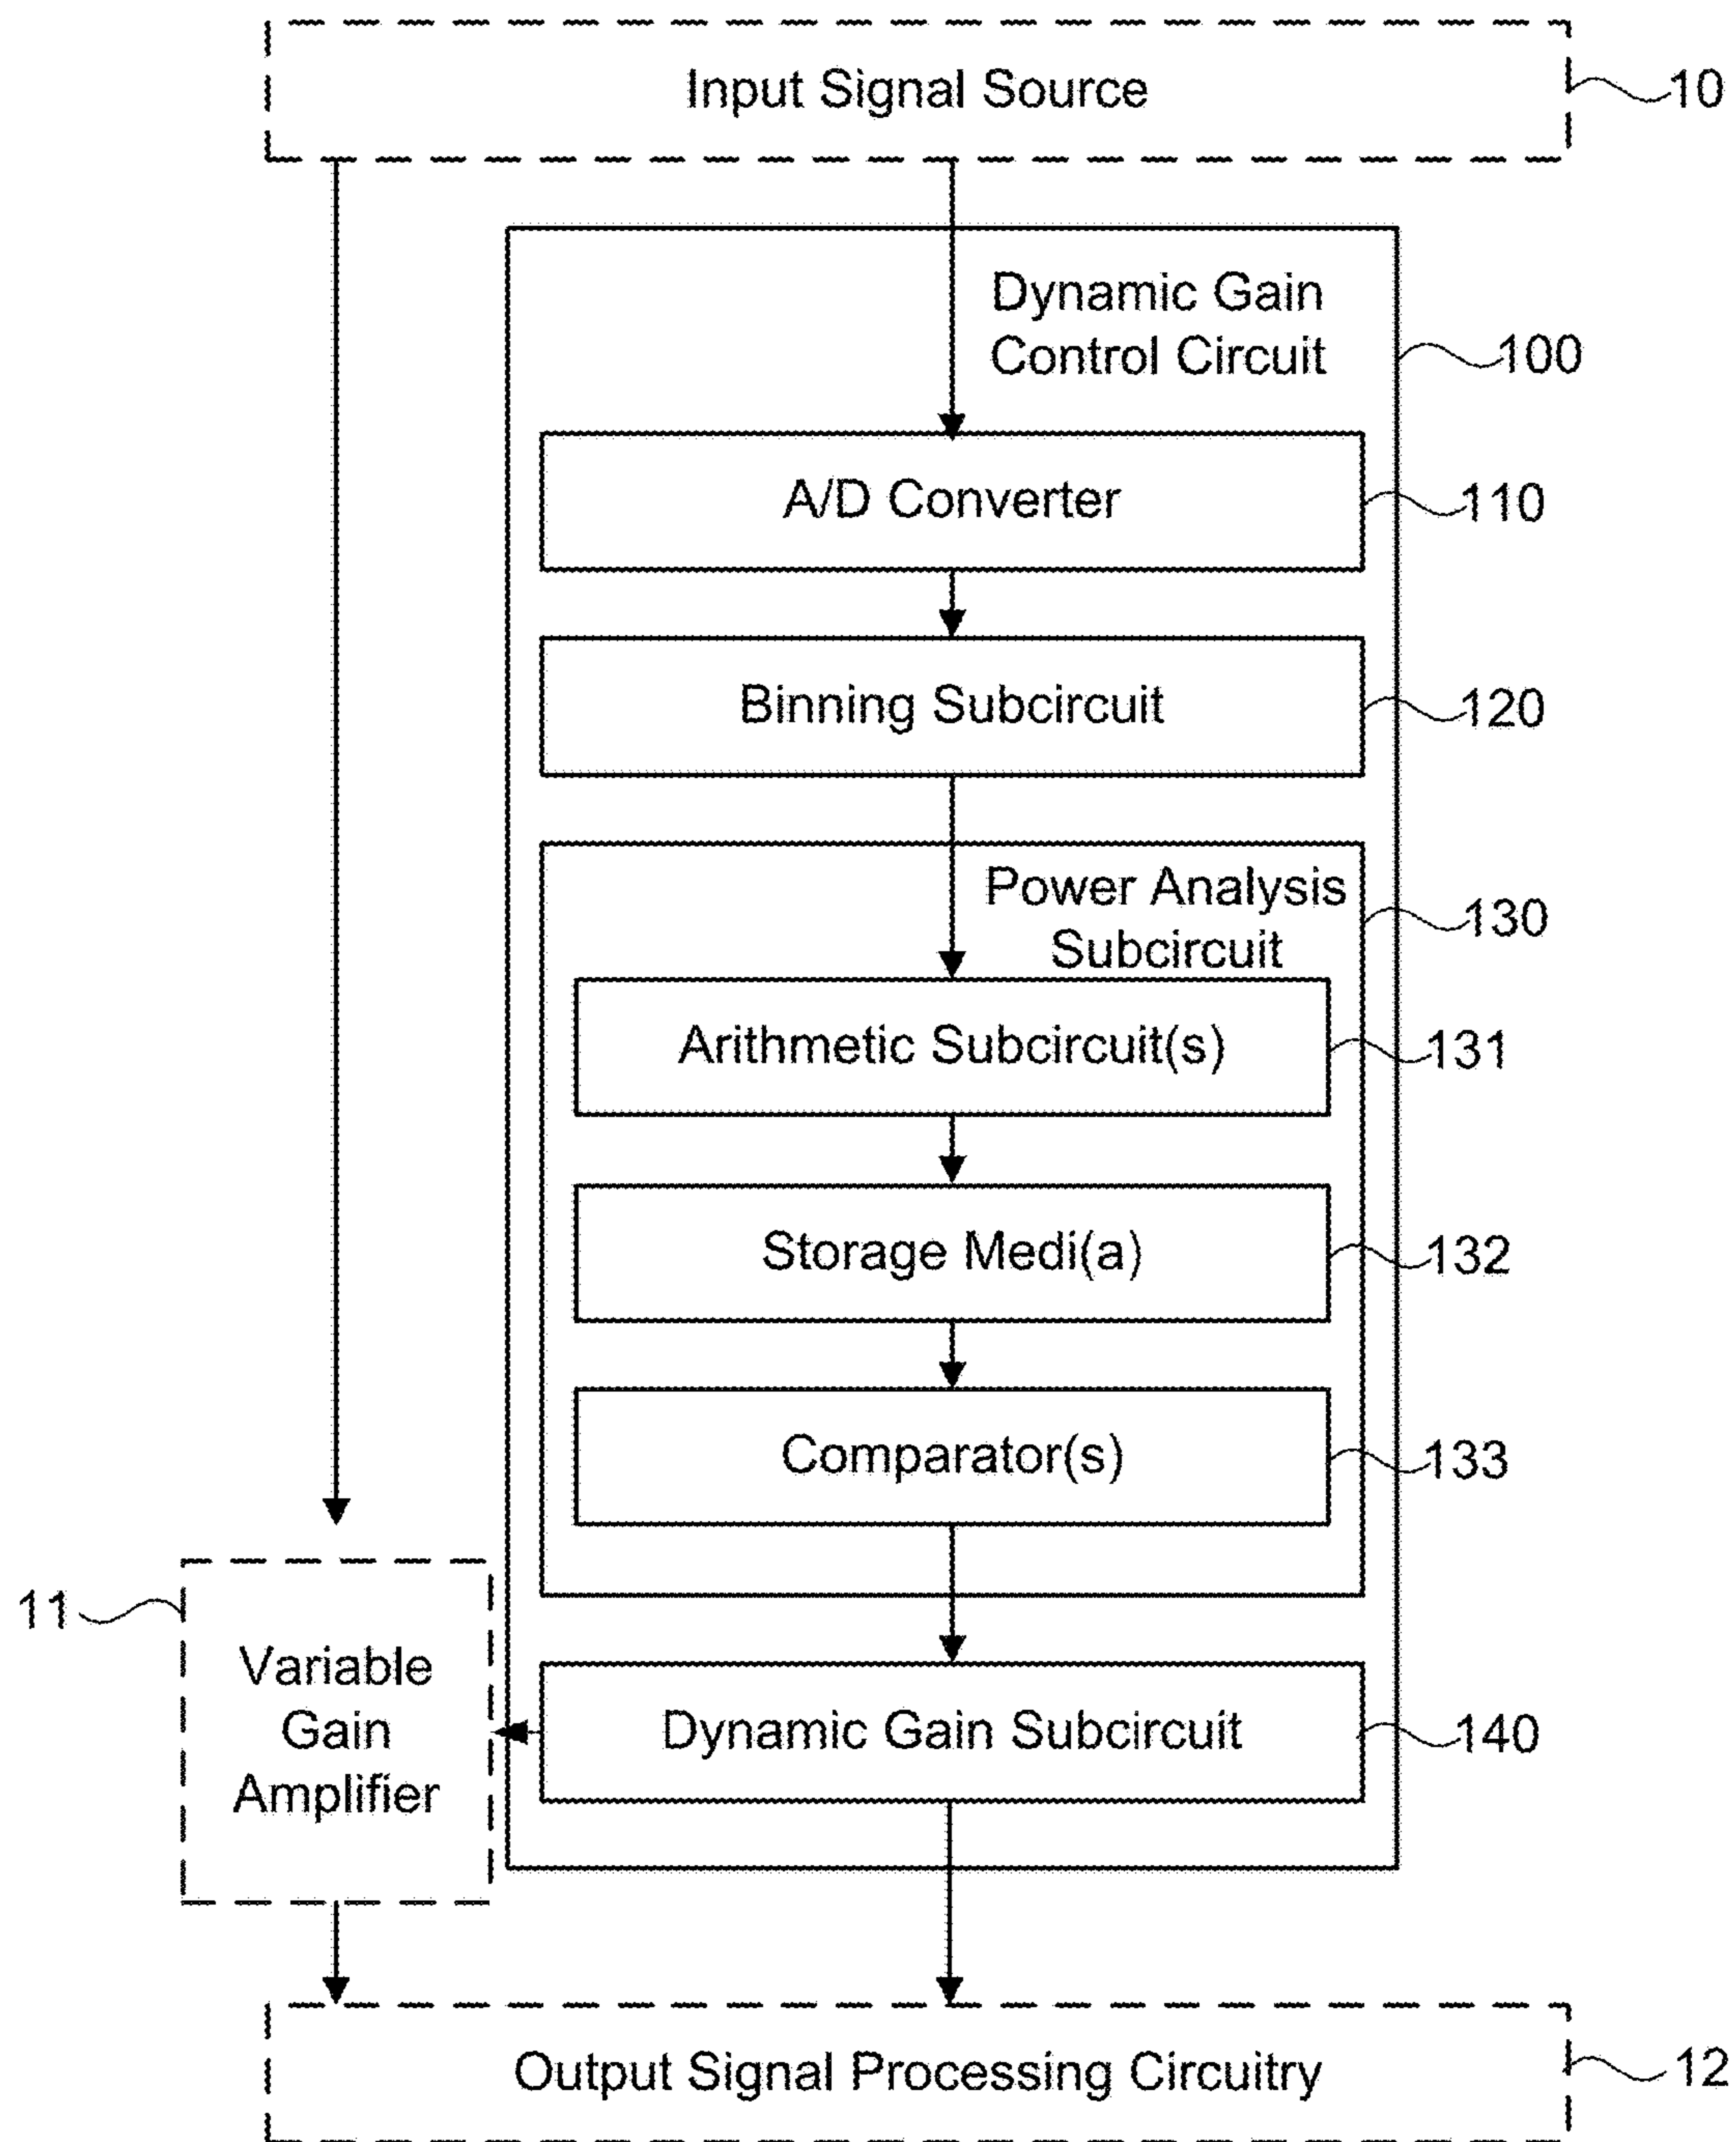 Input Signal Source
10
Dynamic Gain
Control Circuit
100
A/D Converter
110
Binning Subcircuit
120
Power Analysis
Subcircuit
130
Arithmetic Subcircuit(s)
131
Storage Medi(a)
132
Comparator(s)
133
11
Variable
Gain
Amplifier
Dynamic Gain Subcircuit
140
Output Signal Processing Circuitry
12